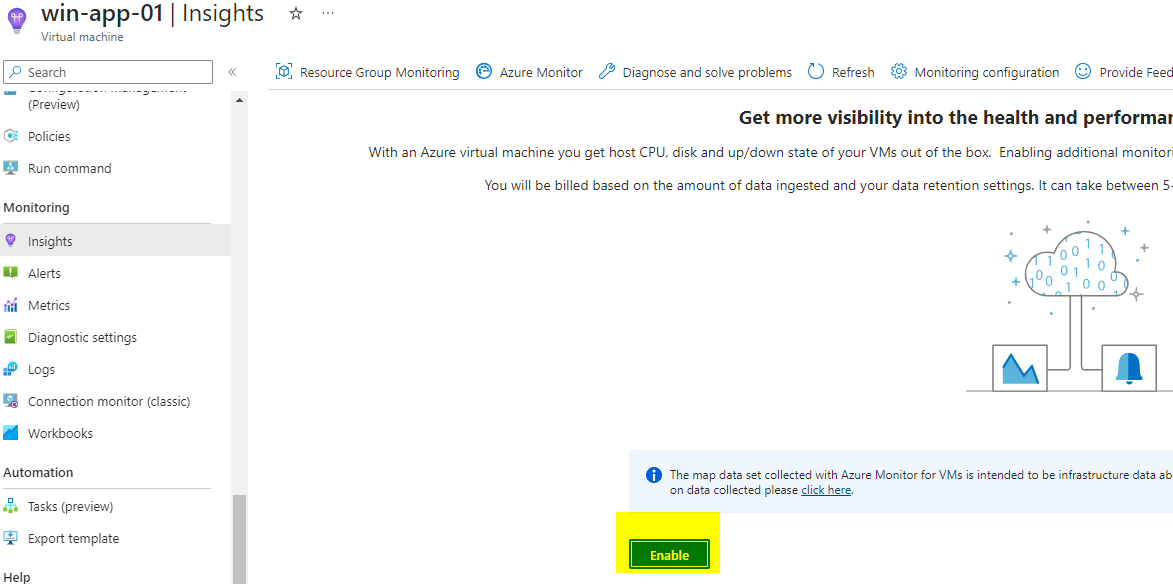 win-app-01 | Insights
Virtual machine
Search
(Preview)
Policies
Run command
Monitoring
Insights
Alerts
Metrics
Diagnostic settings
Logs
Connection monitor (classic)
Workbooks
Automation
Tasks (preview)
Export template
Help
Resource Group Monitoring Azure Monitor Diagnose and solve problems Refresh Monitoring configuration Provide Feed
Get more visibility into the health and performan
With an Azure virtual machine you get host CPU, disk and up/down state of your VMs out of the box. Enabling additional monitori
You will be billed based on the amount of data ingested and your data retention settings. It can take between 5-
The map data set collected with Azure Monitor for VMs is intended to be infrastructure data ab
on data collected please click here.
Enable